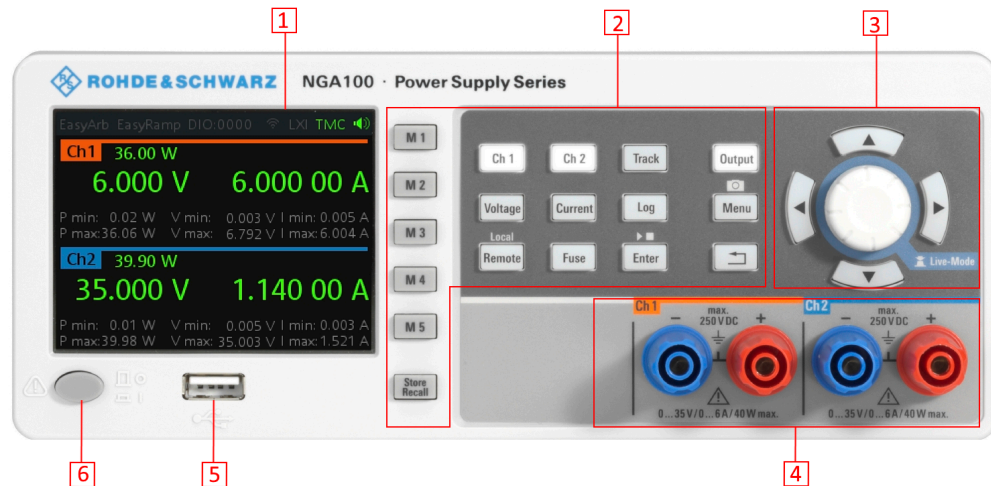 1
2
3
ROHDE & SCHWARZ NGA100 · Power Supply Series
EasyArb EasyRamp DIO:0000 LXI TMC
Ch1 36.00 W
6.000 V 6.000 00 A
P min: 0.02 W V min: 0.003 V I min: 0.005 A
P max: 36.06 W V max: 6.792 V I max: 6.004 A
Ch2 39.90 W
35.000 V 1.140 00 A
P min: 0.01 W V min: 0.005 V I min: 0.003 A
P max: 39.98 W V max: 35.003 V I max: 1.521 A
M 1
M 2
M 3
M 4
M 5
Store
Recall
Ch 1 Ch 2 Track Output
Voltage Current Log Menu
Local
Remote Fuse Enter
Live-Mode
Ch 1 max. Ch 2 max.
− 250 V DC + − 250 V DC +
0...35 V/0...6 A/40 W max. 0...35 V/0...6 A/40 W max.
6
5
4